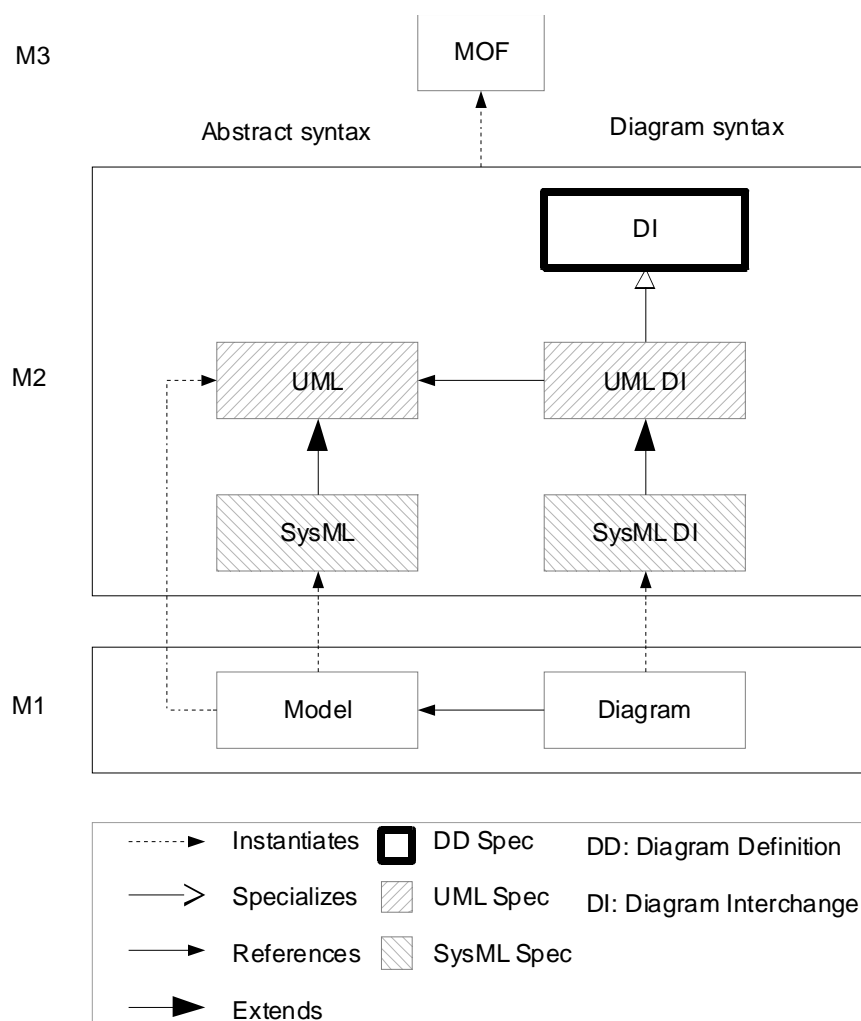 M3
MOF
Abstract syntax
Diagram syntax
DI
M2
UML
UML DI
SysML
SysML DI
M1
Model
Diagram
Instantiates
DD Spec
DD: Diagram Definition
Specializes
UML Spec
DI: Diagram Interchange
References
SysML Spec
Extends